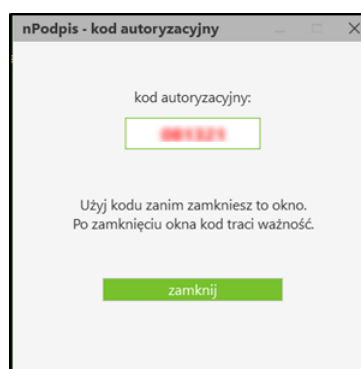 nPodpis - kod autoryzacyjny
kod autoryzacyjny:
Użyj kodu zanim zamkniesz to okno.
Po zamknięciu okna kod traci ważność.
zamknij